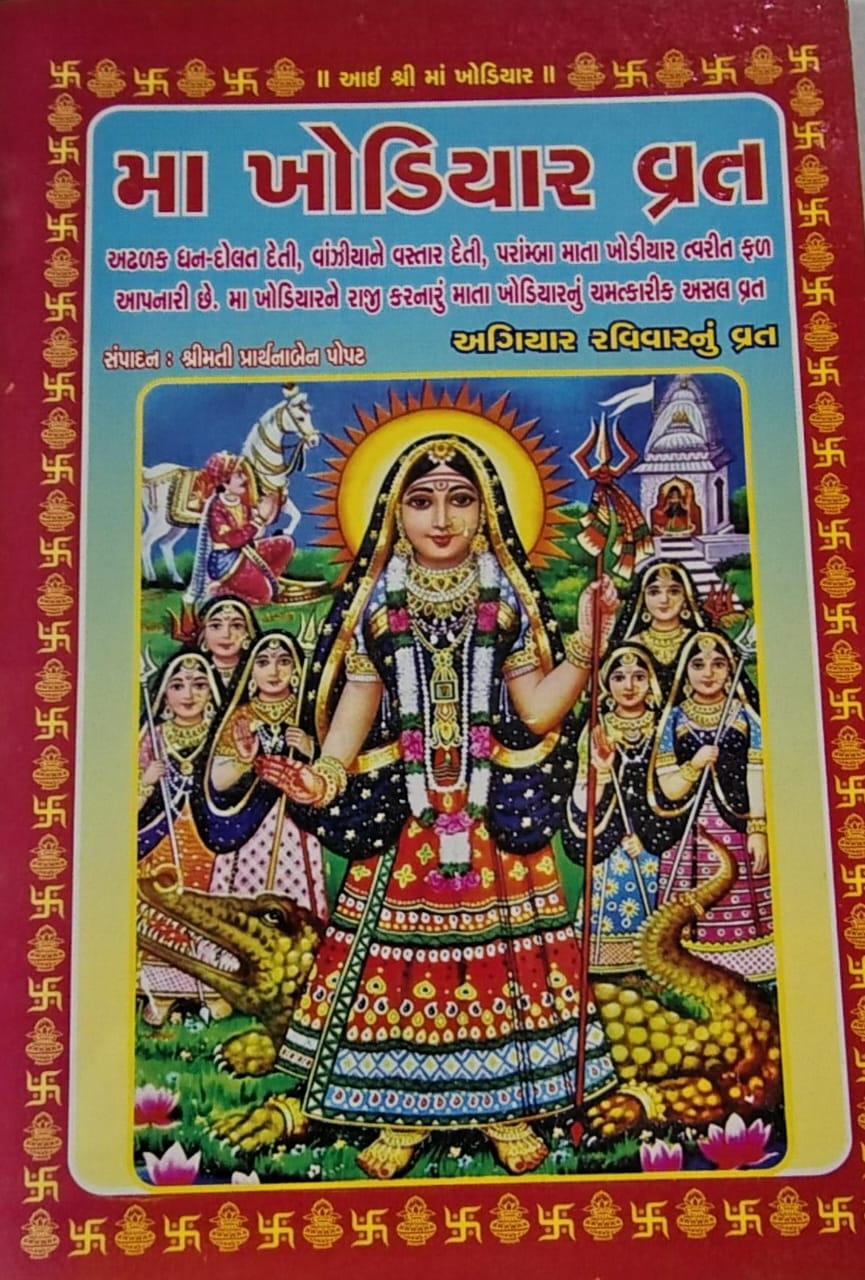 ॥ આઈ શ્રી માં ખોડિયાર ॥
મા ખોડિયાર વ્રત
અઢળક ધન-દોલત દેતી, વાંઝીયાને વસ્તાર દેતી, પરાંમ્બા માતા ખોડીયાર ત્વરીત ફળ
આપનારી છે. મા ખોડિયારને રાજી કરનારું માતા ખોડિયારનું ચમત્કારીક અસલ વ્રત
અગિયાર રવિવારનું વ્રત
સંપાદન : શ્રીમતી પ્રાર્થનાબેન પોપટ